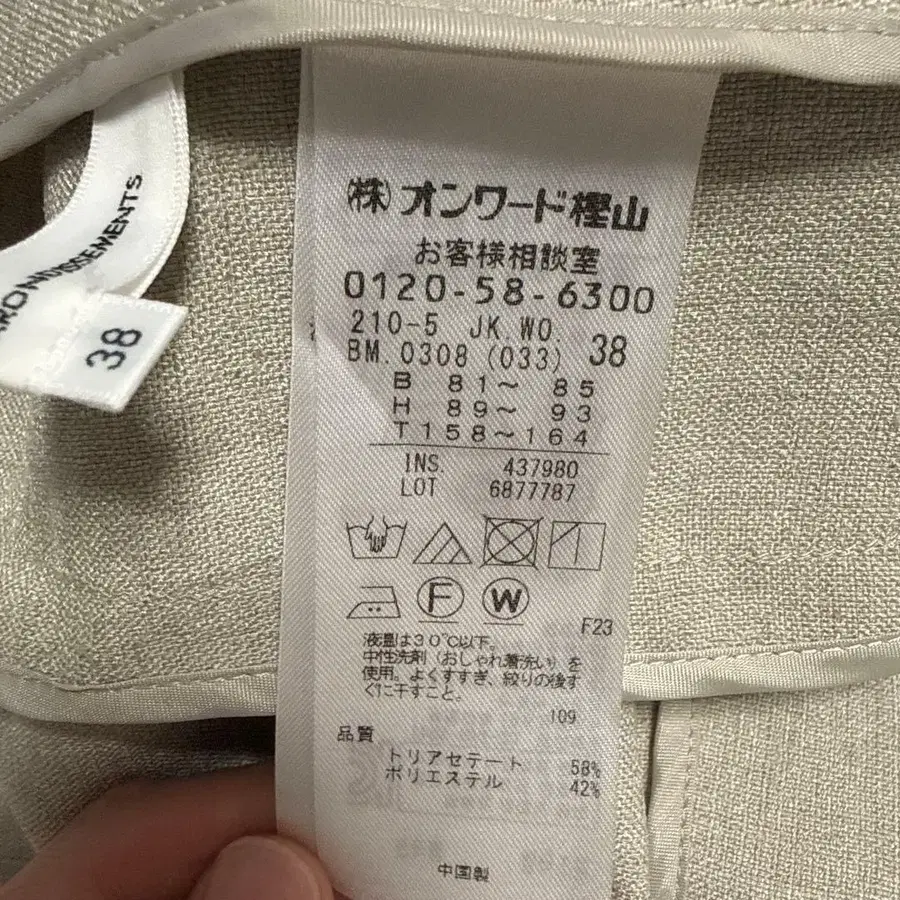 ㈱オンワード樫山
お客様相談室
0120-58-6300
210-5 JK.WO.
BM.0308 (033) 38
B 81～ 85
H 89～ 93
T 158～164
INS. 437980
LOT 6877787
F
W
F23
液温は30℃以下。
中性洗剤（おしゃれ着洗い）を
使用。よくすすぎ、絞りの後す
ぐに干すこと。
109
品質
トリアセテート 58%
ポリエステル 42%
中国製
38